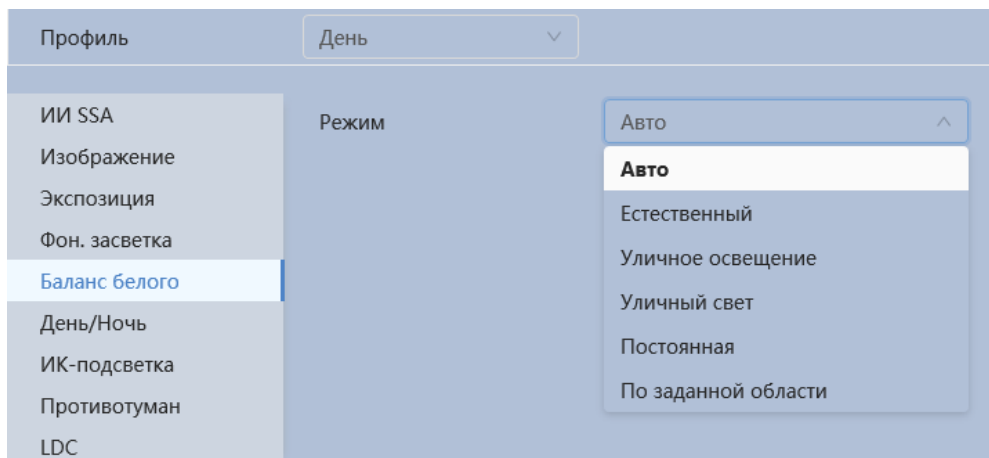 Профиль День
ИИ SSA
Режим Авто
Изображение
Авто
Экспозиция
Естественный
Фон. засветка
Уличное освещение
Баланс белого
Уличный свет
День/Ночь
Постоянная
ИК-подсветка
По заданной области
Противотуман
LDC